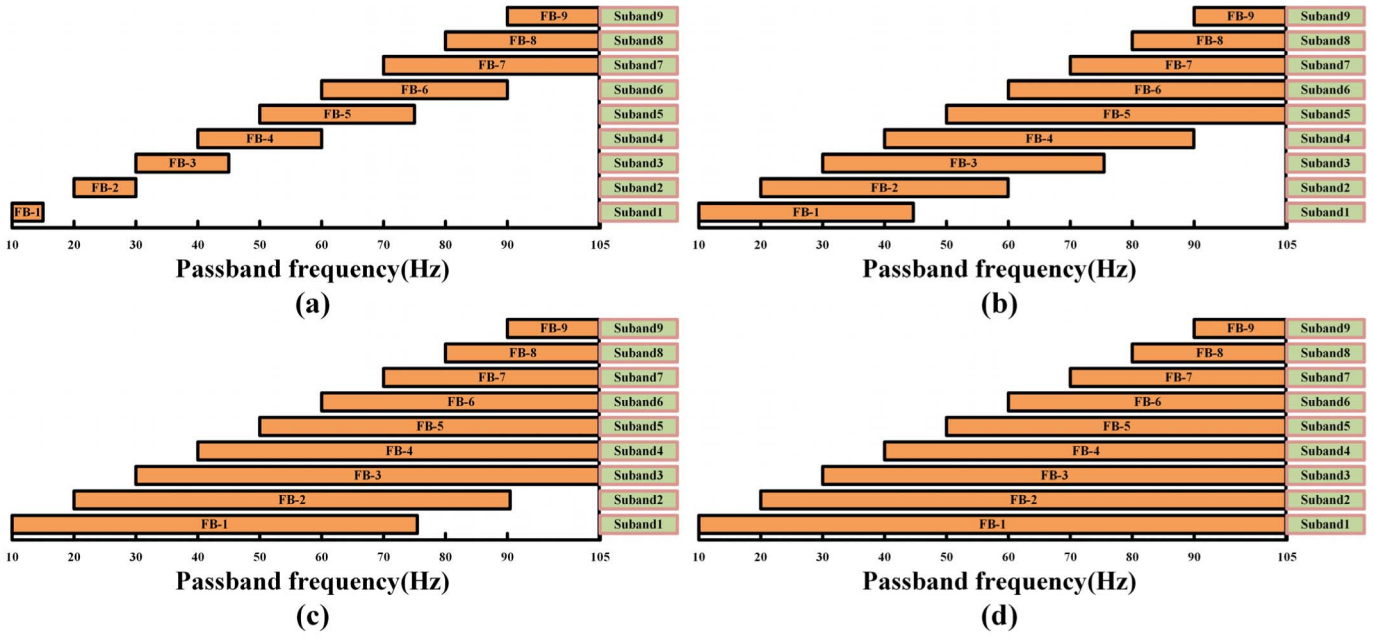 FB-9 Suband9
FB-8 Suband8
FB-7 Suband7
FB-6 Suband6
FB-5 Suband5
FB-4 Suband4
FB-3 Suband3
FB-2 Suband2
FB-1 Suband1
10 20 30 40 50 60 70 80 90 105
Passband frequency(Hz)
(a)
FB-9 Suband9
FB-8 Suband8
FB-7 Suband7
FB-6 Suband6
FB-5 Suband5
FB-4 Suband4
FB-3 Suband3
FB-2 Suband2
FB-1 Suband1
10 20 30 40 50 60 70 80 90 105
Passband frequency(Hz)
(b)
FB-9 Suband9
FB-8 Suband8
FB-7 Suband7
FB-6 Suband6
FB-5 Suband5
FB-4 Suband4
FB-3 Suband3
FB-2 Suband2
FB-1 Suband1
10 20 30 40 50 60 70 80 90 105
Passband frequency(Hz)
(c)
FB-9 Suband9
FB-8 Suband8
FB-7 Suband7
FB-6 Suband6
FB-5 Suband5
FB-4 Suband4
FB-3 Suband3
FB-2 Suband2
FB-1 Suband1
10 20 30 40 50 60 70 80 90 105
Passband frequency(Hz)
(d)